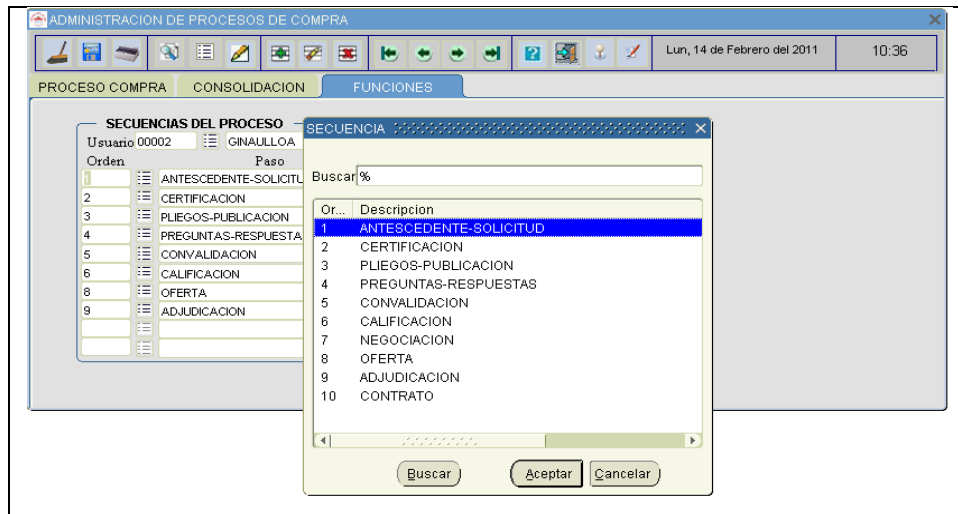 ADMINISTRACION DE PROCESOS DE COMPRA
Lun, 14 de Febrero del 2011 10:36
PROCESO COMPRA CONSOLIDACION FUNCIONES
SECUENCIAS DEL PROCESO
Usuario 00002 GINAULLOA
Orden Paso
1 ANTESCEDENTE-SOLICITU
2 CERTIFICACION
3 PLIEGOS-PUBLICACION
4 PREGUNTAS-RESPUESTA
5 CONVALIDACION
6 CALIFICACION
8 OFERTA
9 ADJUDICACION
SECUENCIA
Buscar %
Or... Descripcion
1 ANTESCEDENTE-SOLICITUD
2 CERTIFICACION
3 PLIEGOS-PUBLICACION
4 PREGUNTAS-RESPUESTAS
5 CONVALIDACION
6 CALIFICACION
7 NEGOCIACION
8 OFERTA
9 ADJUDICACION
10 CONTRATO
Buscar Aceptar Cancelar